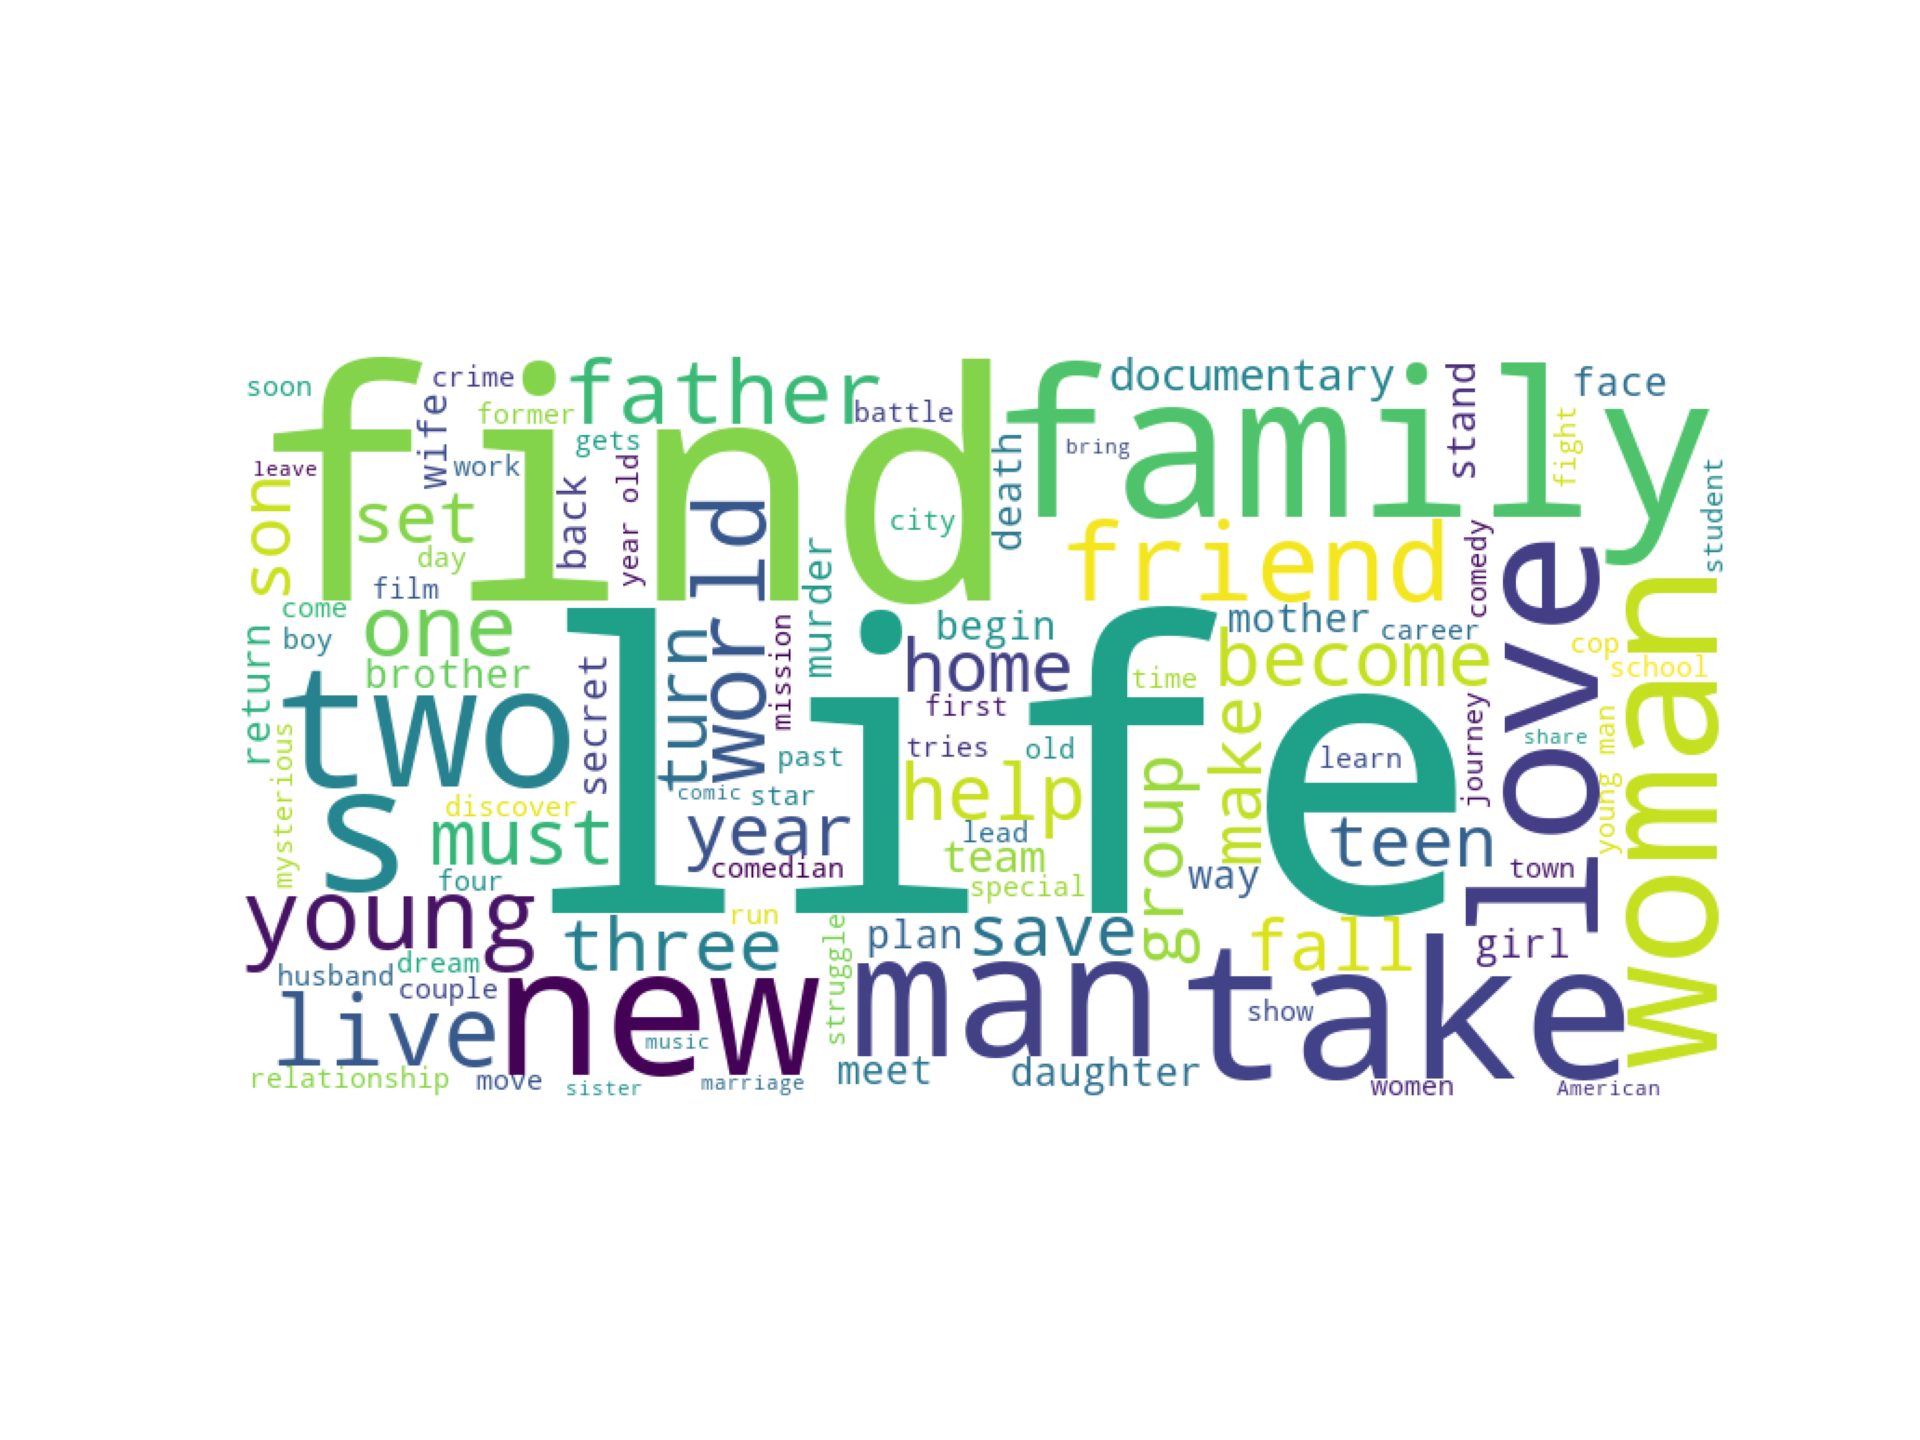 soon
find
crime
father
documentary
stand
face
family
wife
former
battle
fight
gets
bring
leave
work
year old
death
student
son
set
back
world
city
friend
comedy
love
day
film
murder
woman
come
one
boy
return
brother
turn
mission
begin
home
mother
career
become
cop
school
two
life
secret
first
time
make
journey
young man
share
mysterious
past
tries
old
learn
s
discover
comic
star
help
group
must
year
lead
teen
team
comedian
four
special
way
town
young
run
three
struggle
plan
save
fall
girl
husband
dream
couple
new
man
take
live
music
show
relationship
move
sister
marriage
meet
daughter
women
American